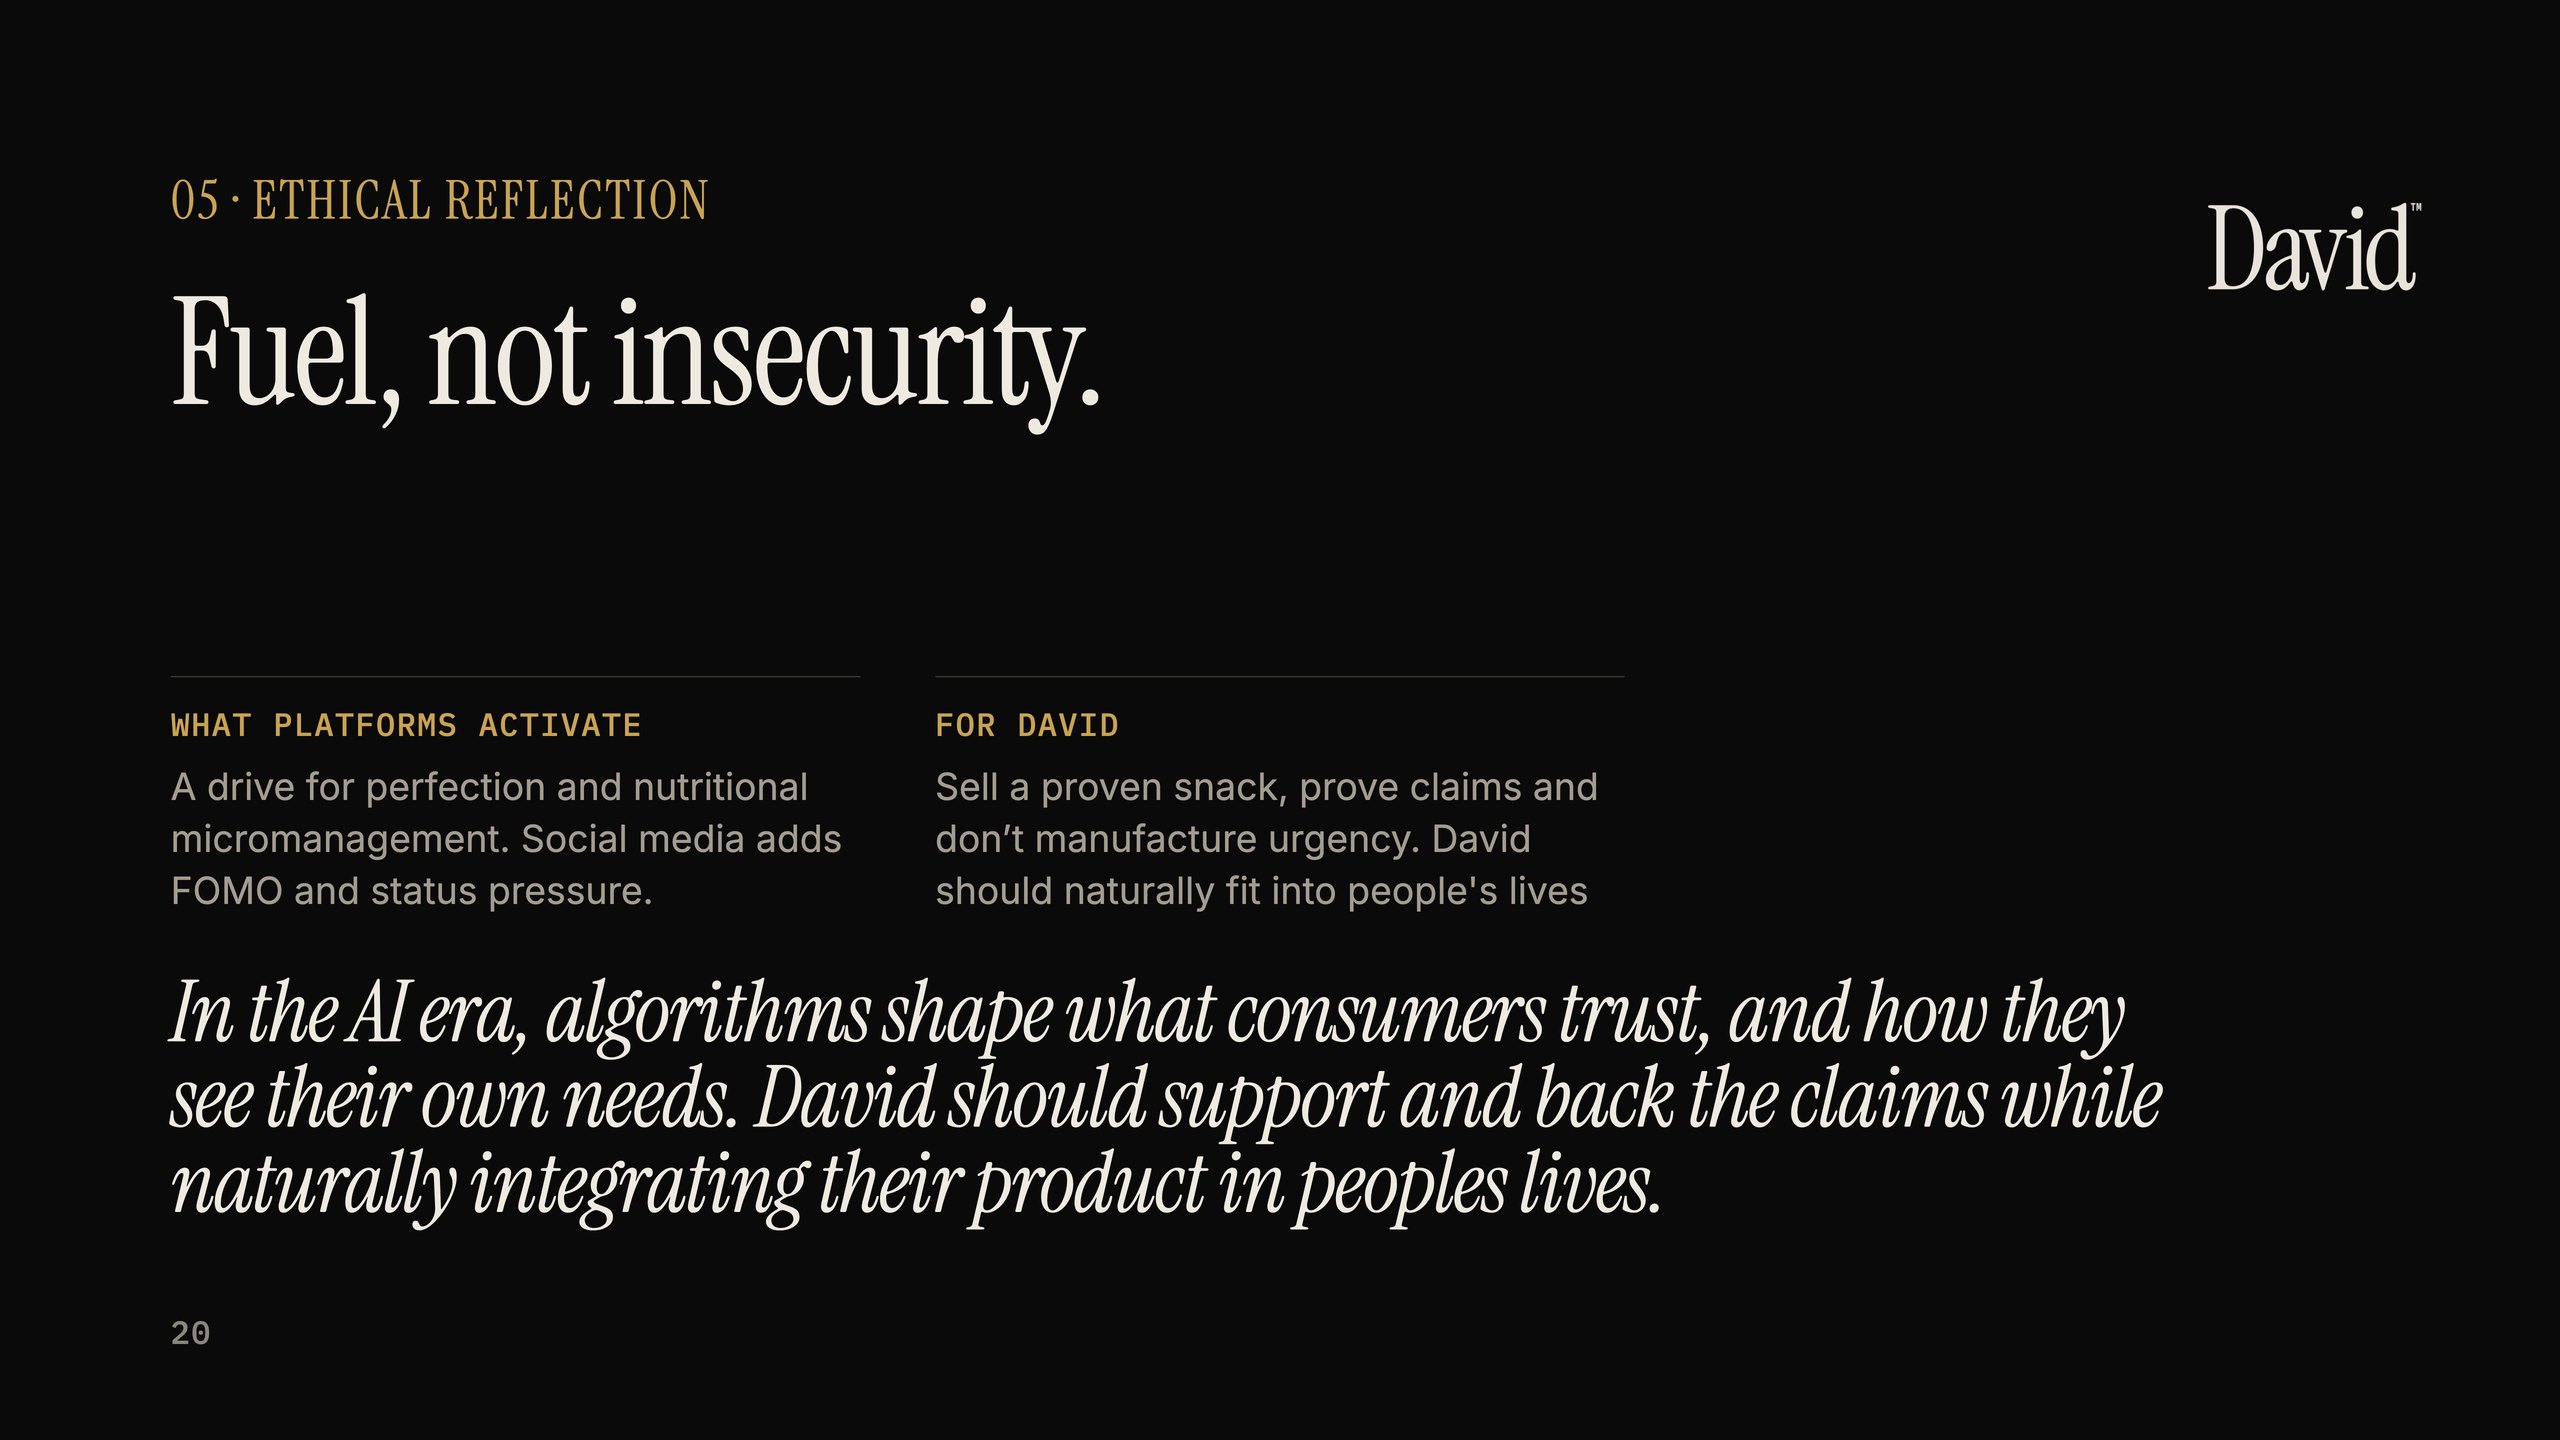 05 · ETHICAL REFLECTION
David™
Fuel, not insecurity.
WHAT PLATFORMS ACTIVATE
A drive for perfection and nutritional
micromanagement. Social media adds
FOMO and status pressure.
FOR DAVID
Sell a proven snack, prove claims and
don’t manufacture urgency. David
should naturally fit into people's lives
In the AI era, algorithms shape what consumers trust, and how they
see their own needs. David should support and back the claims while
naturally integrating their product in peoples lives.
20